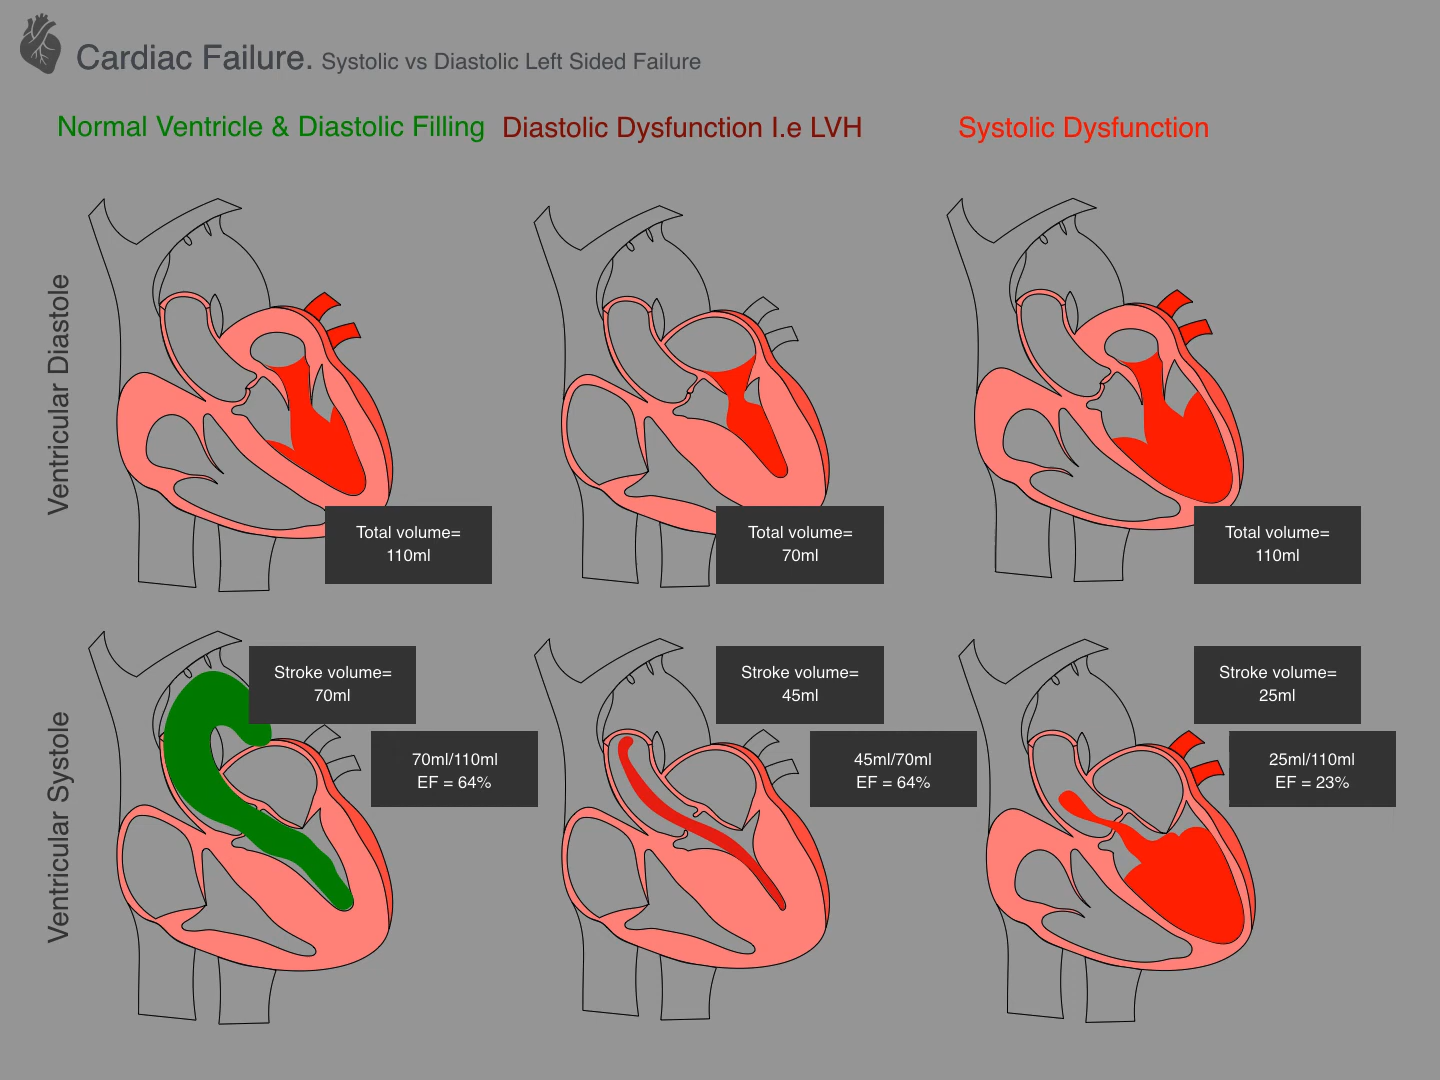 Cardiac Failure. Systolic vs Diastolic Left Sided Failure
Normal Ventricle & Diastolic Filling
Diastolic Dysfunction I.e LVH
Systolic Dysfunction
Ventricular Diastole
Total volume=
110ml
Total volume=
70ml
Total volume=
110ml
Ventricular Systole
Stroke volume=
70ml
70ml/110ml
EF = 64%
Stroke volume=
45ml
45ml/70ml
EF = 64%
Stroke volume=
25ml
25ml/110ml
EF = 23%